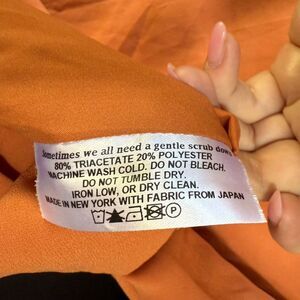 Sometimes we all need a gentle scrub down
80% TRIACETATE 20% POLYESTER
MACHINE WASH COLD. DO NOT BLEACH.
DO NOT TUMBLE DRY.
IRON LOW, OR DRY CLEAN.
MADE IN NEW YORK WITH FABRIC FROM JAPAN
P